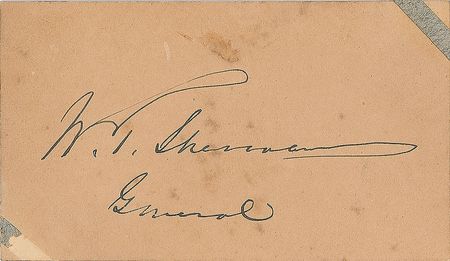 W. T. Sherman
General